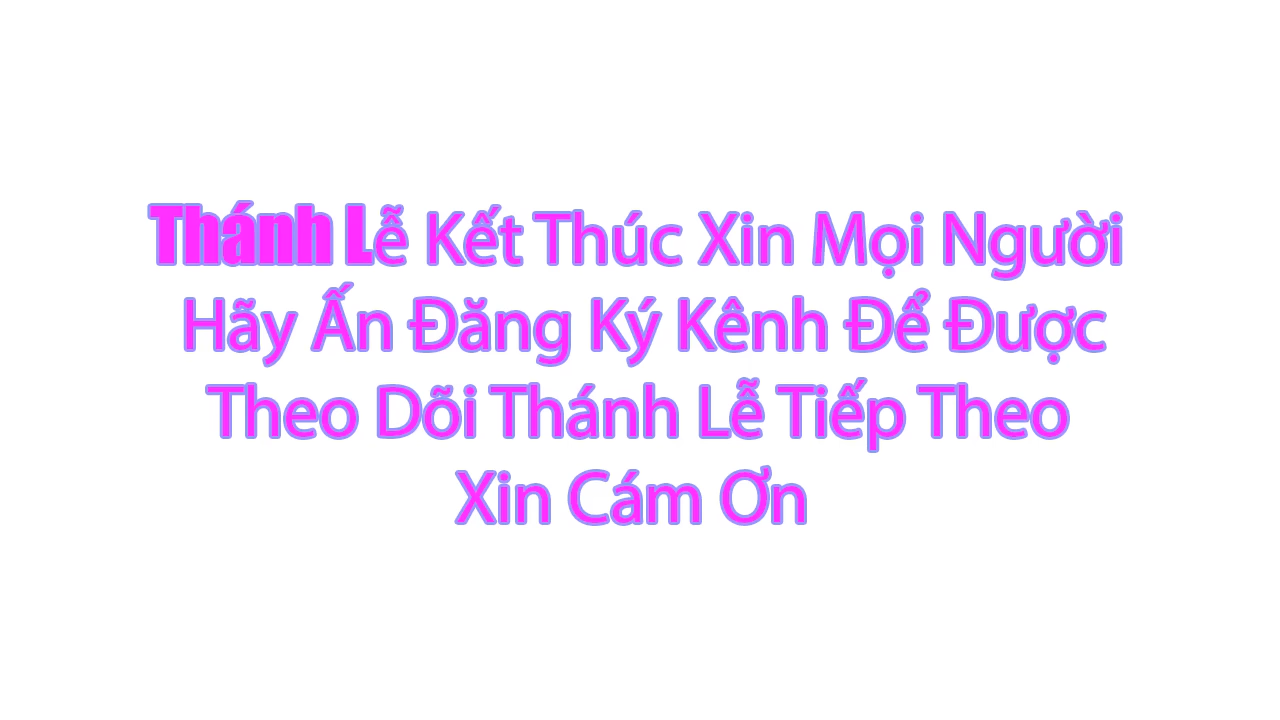 Thánh Lễ Kết Thúc Xin Mọi Người
Hãy Ấn Đăng Ký Kênh Để Được
Theo Dõi Thánh Lễ Tiếp Theo
Xin Cám Ơn